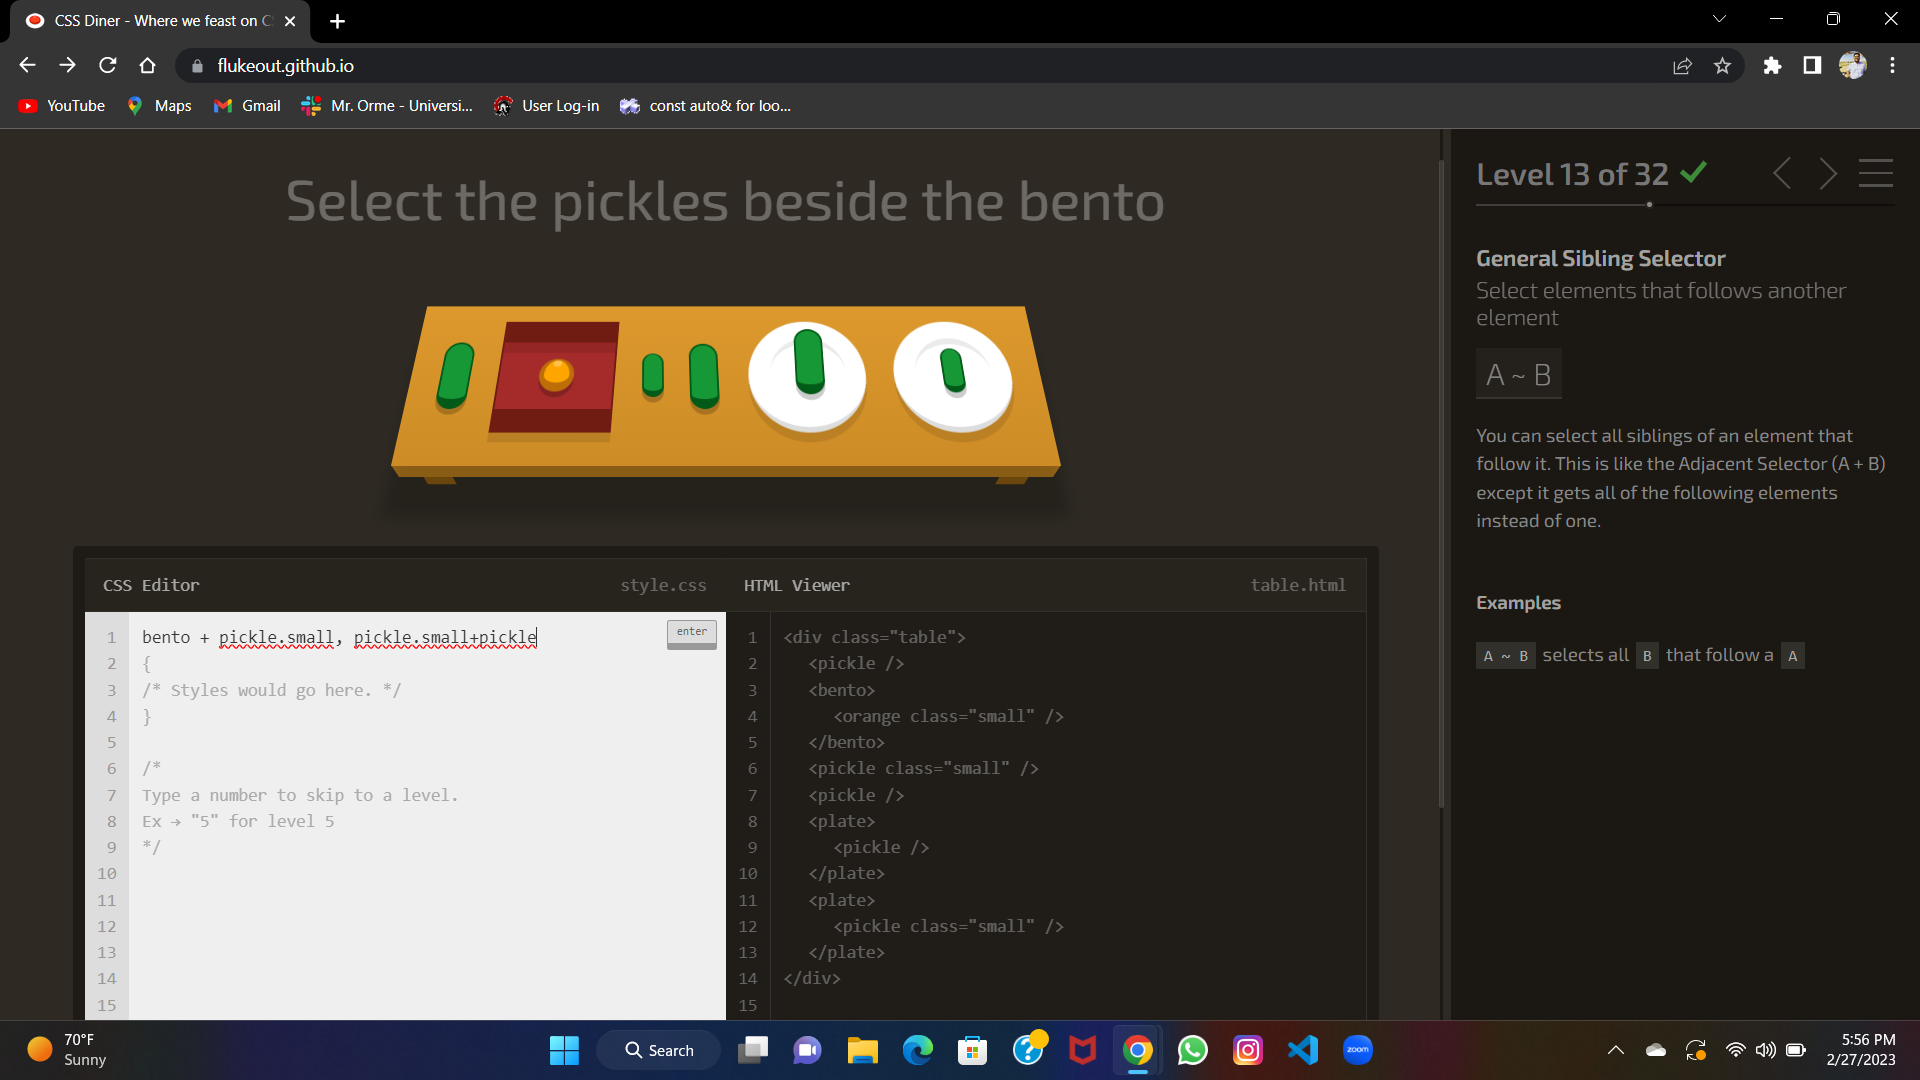 CSS Diner - Where we feast on C
flukeout.github.io
YouTube
Maps
Gmail
Mr. Orme - Universi...
User Log-in
const auto& for loo...
Select the pickles beside the bento
Level 13 of 32
General Sibling Selector
Select elements that follows another
element
A ~ B
You can select all siblings of an element that
follow it. This is like the Adjacent Selector (A + B)
except it gets all of the following elements
instead of one.
Examples
A ~ B selects all B that follow a A
CSS Editor
style.css
enter
1 bento + pickle.small, pickle.small+pickle
2 {
3 /* Styles would go here. */
4 }
5
6 /*
7 Type a number to skip to a level.
8 Ex → "5" for level 5
9 */
10
11
12
13
14
15
HTML Viewer
table.html
1 <div class="table">
2 <pickle />
3 <bento>
4 <orange class="small" />
5 </bento>
6 <pickle class="small" />
7 <pickle />
8 <plate>
9 <pickle />
10 </plate>
11 <plate>
12 <pickle class="small" />
13 </plate>
14 </div>
15
70°F
Sunny
Search
zoom
5:56 PM
2/27/2023